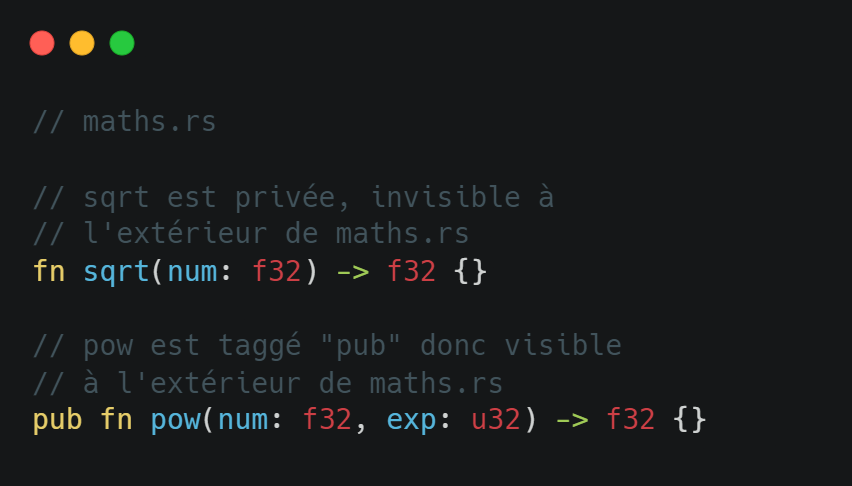 // maths.rs
// sqrt est privée, invisible à
// l'extérieur de maths.rs
fn sqrt(num: f32) -> f32 {}
// pow est taggé "pub" donc visible
// à l'extérieur de maths.rs
pub fn pow(num: f32, exp: u32) -> f32 {}